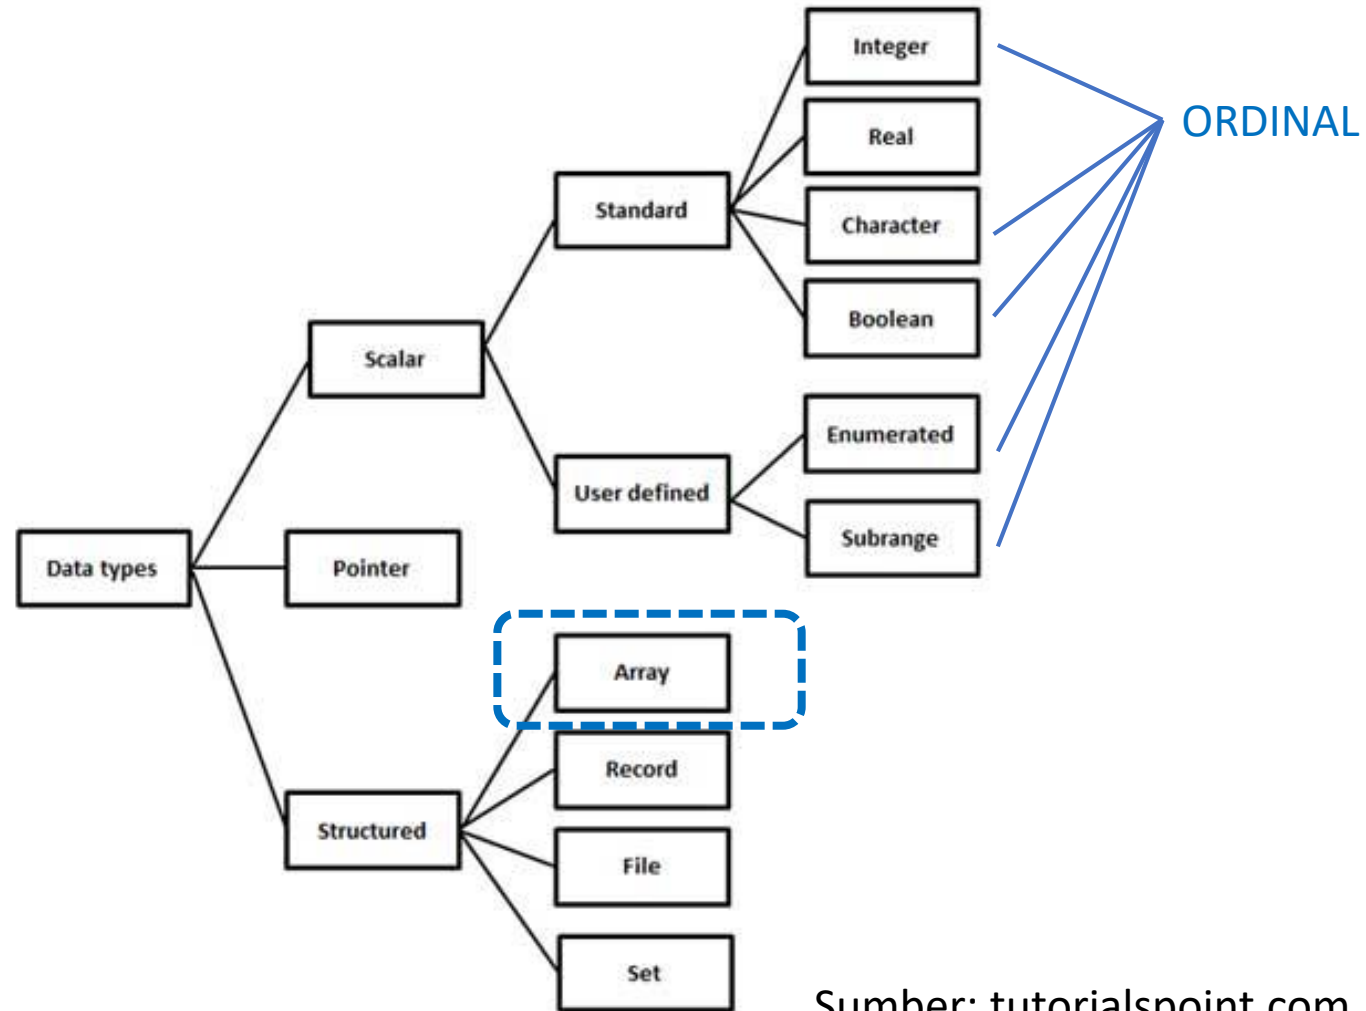 Integer
ORDINAL
Real
Standard
Character
Boolean
Scalar
Enumerated
User defined
Subrange
Data types
Pointer
Array
Record
Structured
File
Set
Sumber: tutorialspoint.com